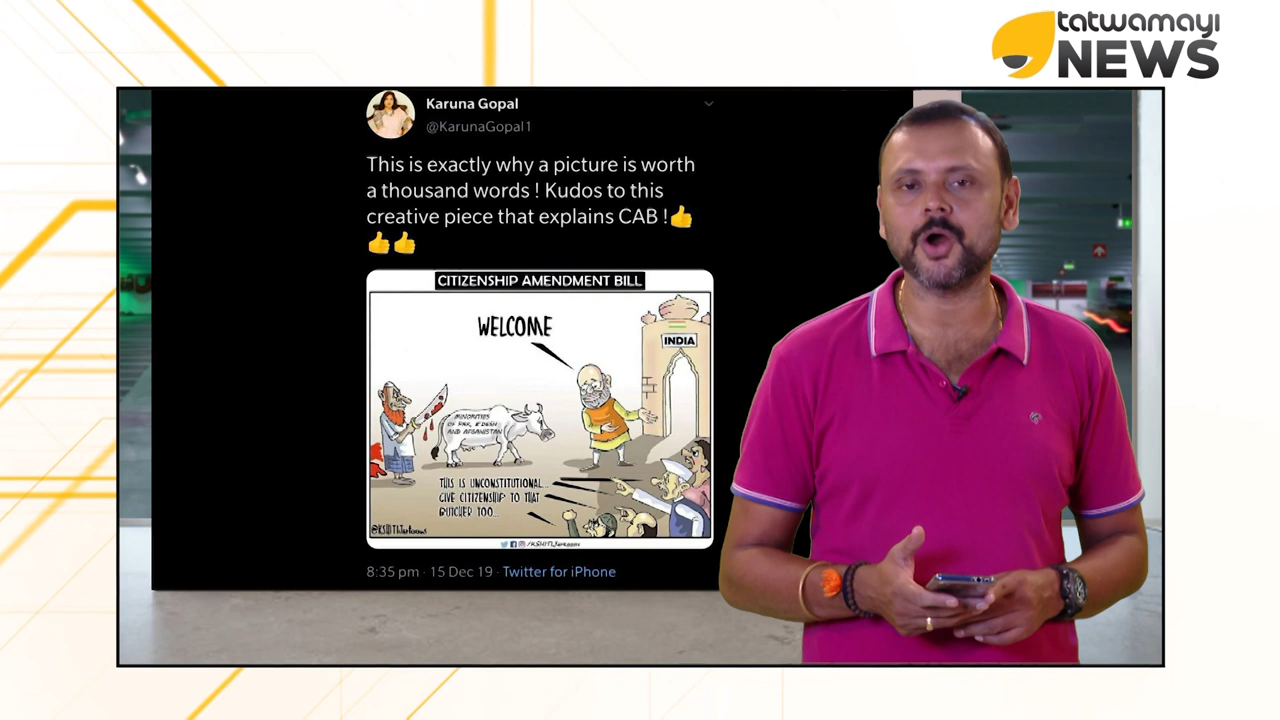 tatwamayi
NEWS
Karuna Gopal
@KarunaGopal1
This is exactly why a picture is worth
a thousand words ! Kudos to this
creative piece that explains CAB !👍
👍👍
CITIZENSHIP AMENDMENT BILL
WELCOME
INDIA
MINORITIES
OF PAK, B'DESH
AND AFGANISTAN
THIS IS UNCONSTITUTIONAL...
GIVE CITIZENSHIP TO THAT
BUTCHER TOO...
8:35 pm · 15 Dec 19 · Twitter for iPhone